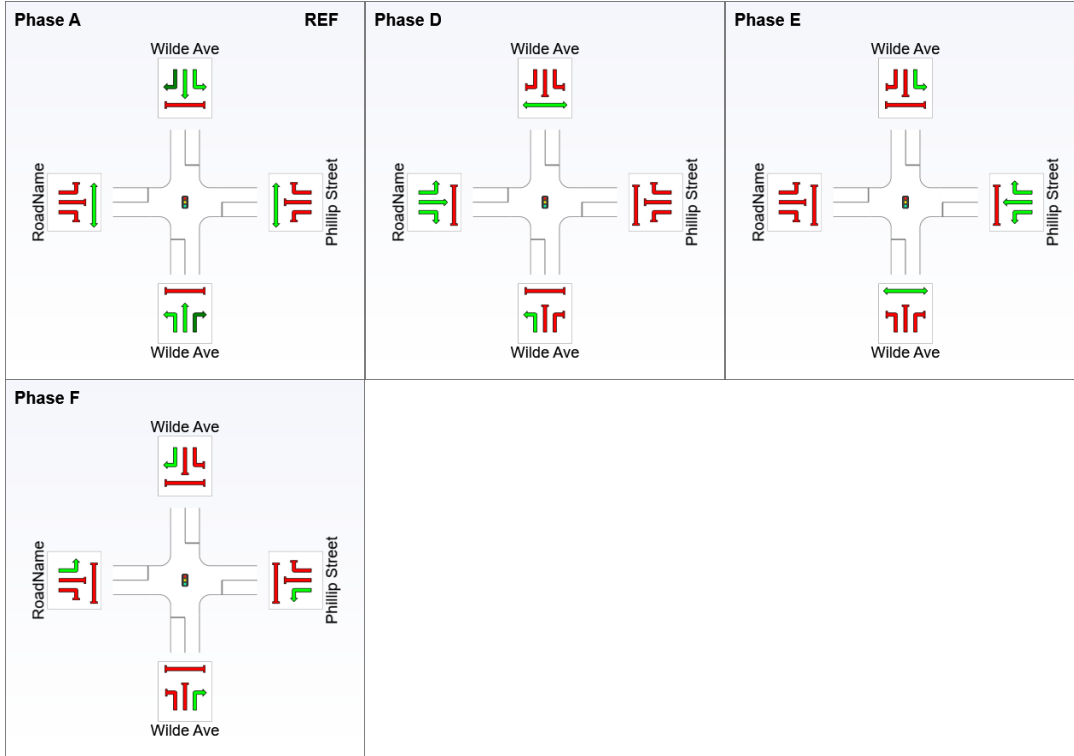 Phase A
REF
Wilde Ave
RoadName
Phillip Street
Wilde Ave
Phase D
Wilde Ave
RoadName
Phillip Street
Wilde Ave
Phase E
Wilde Ave
RoadName
Phillip Street
Wilde Ave
Phase F
Wilde Ave
RoadName
Phillip Street
Wilde Ave